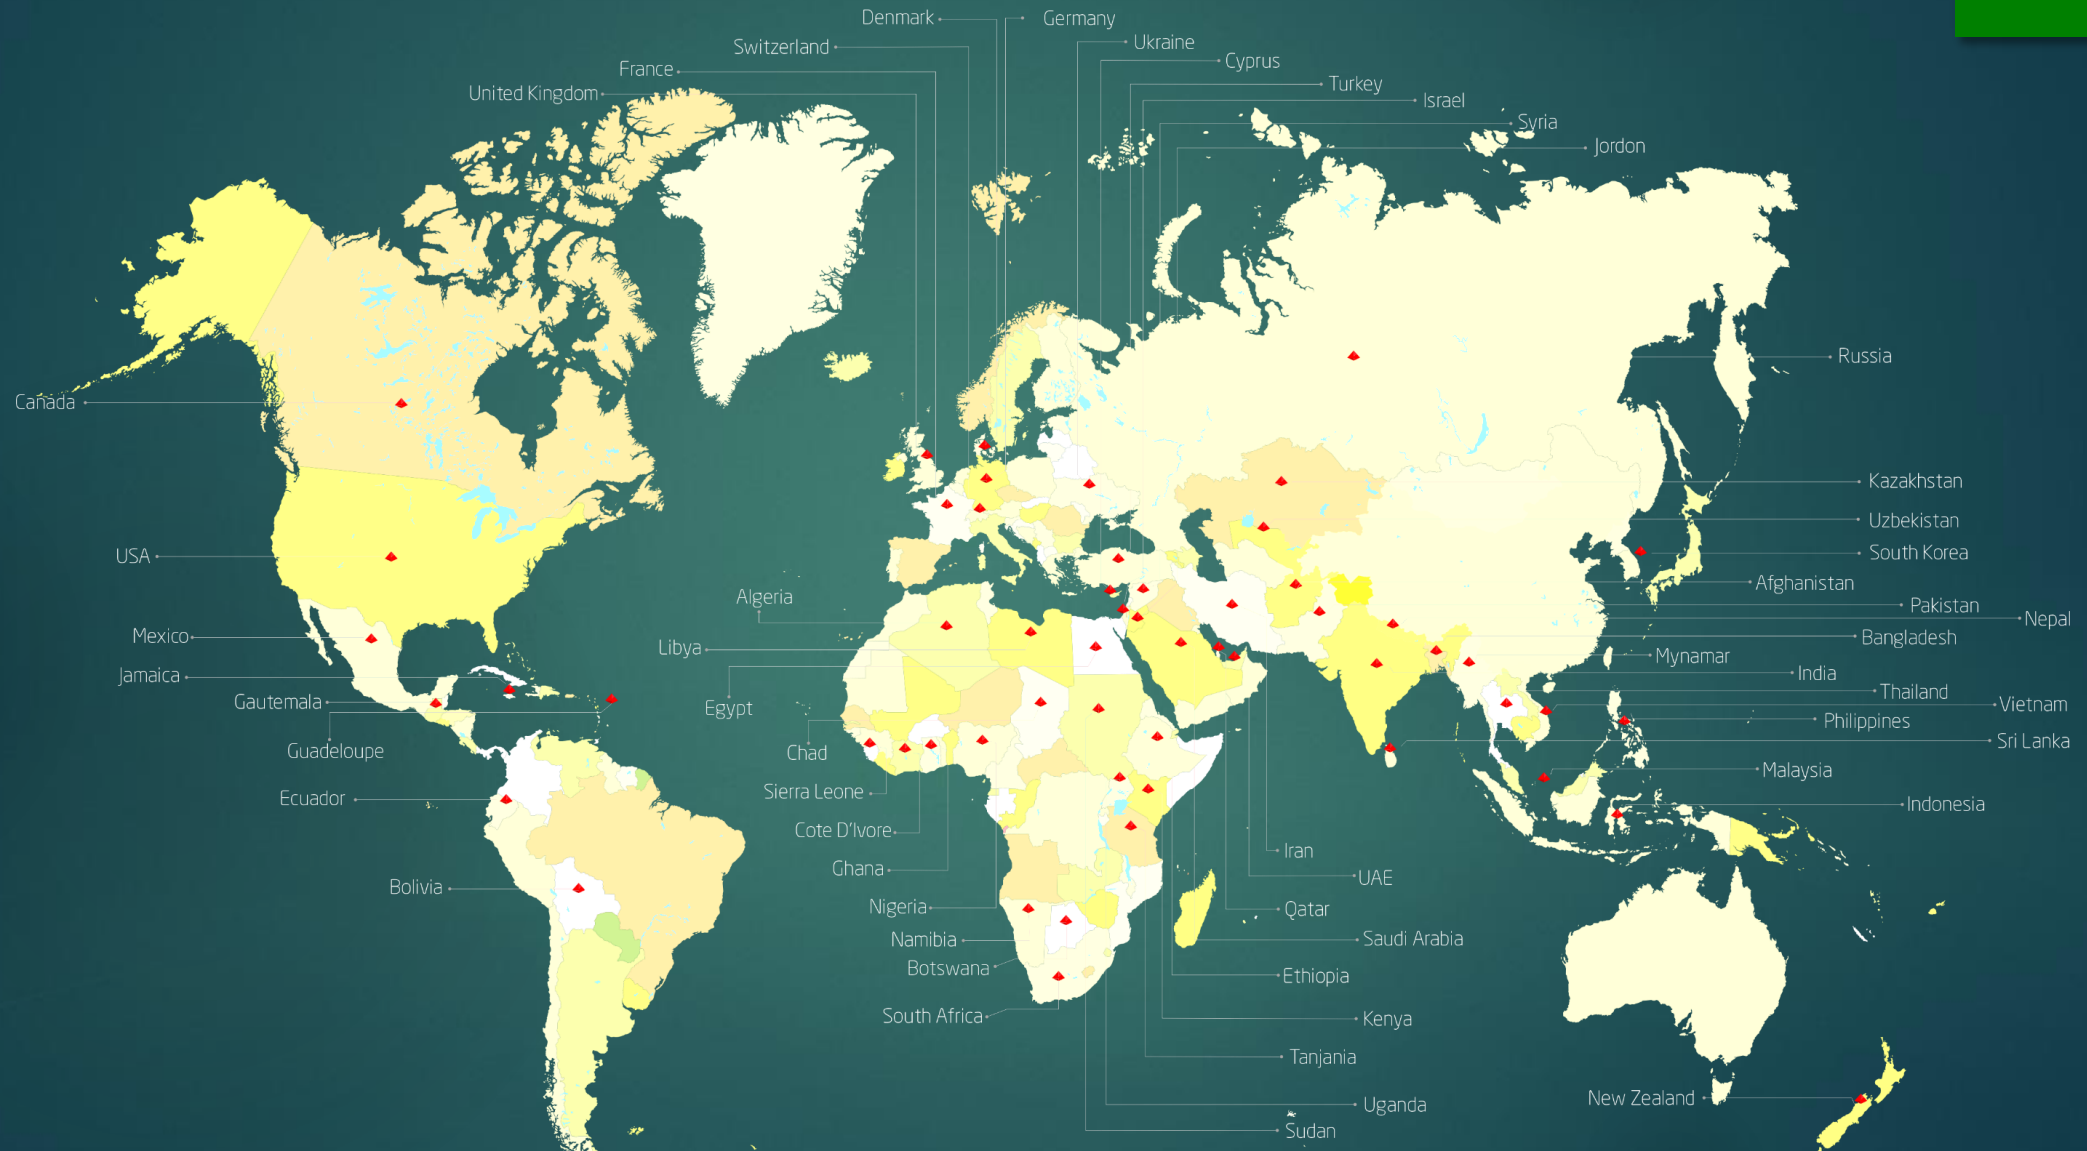 Denmark
Germany
Switzerland
Ukraine
France
Cyprus
United Kingdom
Turkey
Israel
Syria
Jordon
Russia
Canada
Kazakhstan
Uzbekistan
USA
South Korea
Afghanistan
Algeria
Pakistan
Nepal
Mexico
Bangladesh
Libya
Mynamar
Jamaica
India
Thailand
Gautemala
Egypt
Vietnam
Philippines
Guadeloupe
Chad
Sri Lanka
Malaysia
Sierra Leone
Ecuador
Indonesia
Cote D'Ivore
Iran
Ghana
UAE
Bolivia
Nigeria
Qatar
Namibia
Saudi Arabia
Botswana
Ethiopia
South Africa
Kenya
Tanjania
New Zealand
Uganda
Sudan